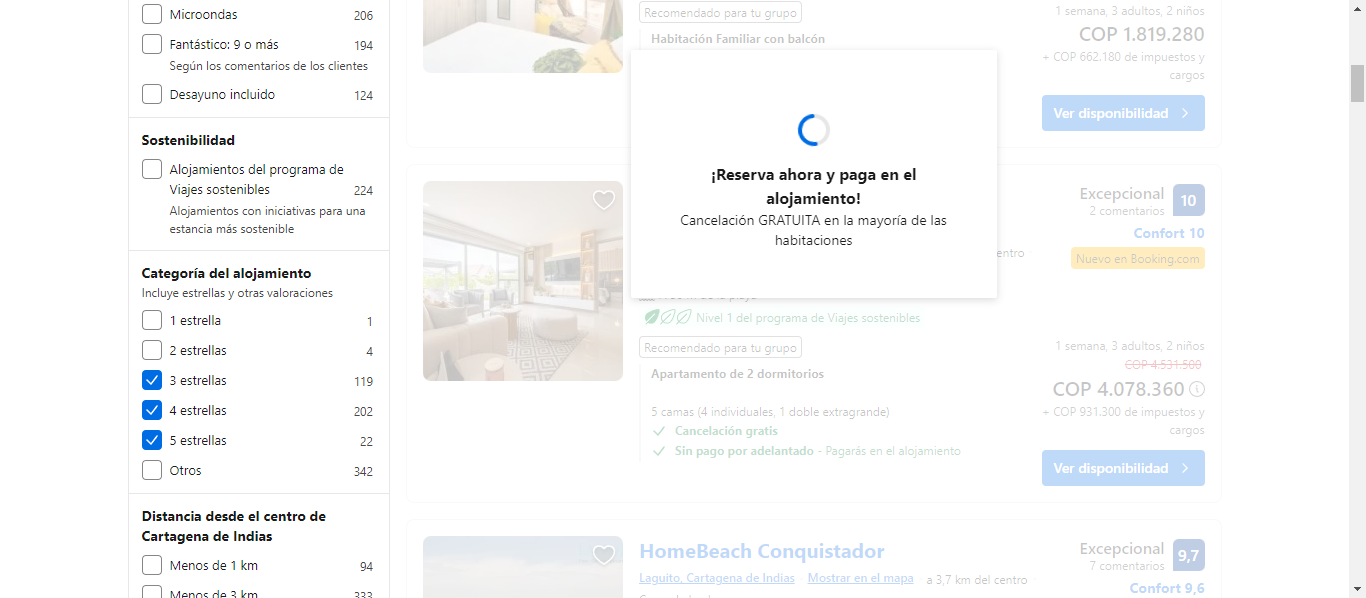 Microondas 206
Fantástico: 9 o más 194
Según los comentarios de los clientes
Desayuno incluido 124
Sostenibilidad
Alojamientos del programa de
Viajes sostenibles 224
Alojamientos con iniciativas para una
estancia más sostenible
Categoría del alojamiento
Incluye estrellas y otras valoraciones
1 estrella 1
2 estrellas 4
3 estrellas 119
4 estrellas 202
5 estrellas 22
Otros 342
Distancia desde el centro de
Cartagena de Indias
Menos de 1 km 94
Menos de 3 km 333
Recomendado para tu grupo
Habitación Familiar con balcón
1 semana, 3 adultos, 2 niños
COP 1.819.280
+ COP 662.180 de impuestos y
cargos
Ver disponibilidad
¡Reserva ahora y paga en el
alojamiento!
Cancelación GRATUITA en la mayoría de las
habitaciones
Excepcional 10
2 comentarios
Confort 10
Nuevo en Booking.com
entro
Nivel 1 del programa de Viajes sostenibles
Recomendado para tu grupo
Apartamento de 2 dormitorios
5 camas (4 individuales, 1 doble extragrande)
Cancelación gratis
Sin pago por adelantado - Pagarás en el alojamiento
1 semana, 3 adultos, 2 niños
COP 4.531.500
COP 4.078.360
+ COP 931.300 de impuestos y
cargos
Ver disponibilidad
HomeBeach Conquistador
Laguito, Cartagena de Indias Mostrar en el mapa a 3,7 km del centro
Excepcional 9,7
7 comentarios
Confort 9,6